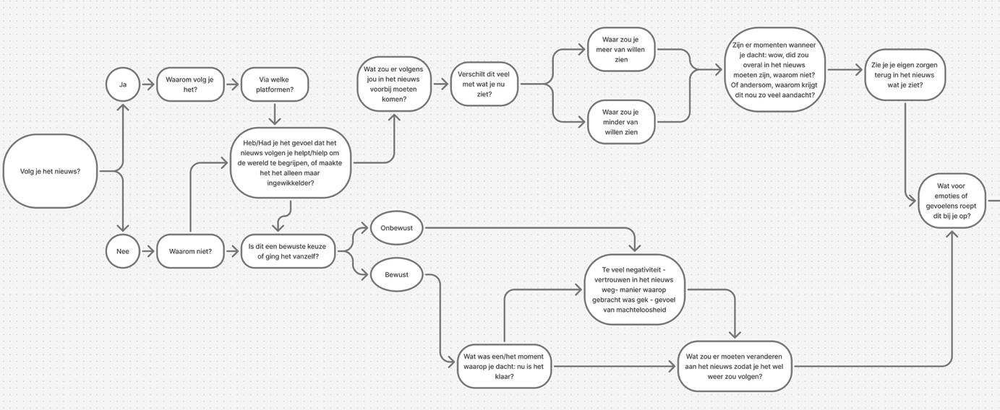 Volg je het nieuws?
Ja
Waarom volg je
het?
Via welke
platformen?
Heb/Had je het gevoel dat het
nieuws volgen je helpt/hielp om
de wereld te begrijpen, of maakte
het het alleen maar
ingewikkelder?
Nee
Waarom niet?
Is dit een bewuste keuze
of ging het vanzelf?
Wat zou er volgens
jou in het nieuws
voorbij moeten
komen?
Verschilt dit veel
met wat je nu
ziet?
Waar zou je
meer van willen
zien
Waar zou je
minder van
willen zien
Zijn er momenten wanneer
je dacht: wow, did zou
overal in het nieuws
moeten zijn, waarom niet?
Of andersom, waarom krijgt
dit nou zo veel aandacht?
Zie je je eigen zorgen
terug in het nieuws
wat je ziet?
Onbewust
Bewust
Te veel negativiteit -
vertrouwen in het nieuws
weg- manier waarop
gebracht was gek - gevoel
van machteloosheid
Wat was een/het moment
waarop je dacht: nu is het
klaar?
Wat zou er moeten veranderen
aan het nieuws zodat je het wel
weer zou volgen?
Wat voor
emoties of
gevoelens roept
dit bij je op?